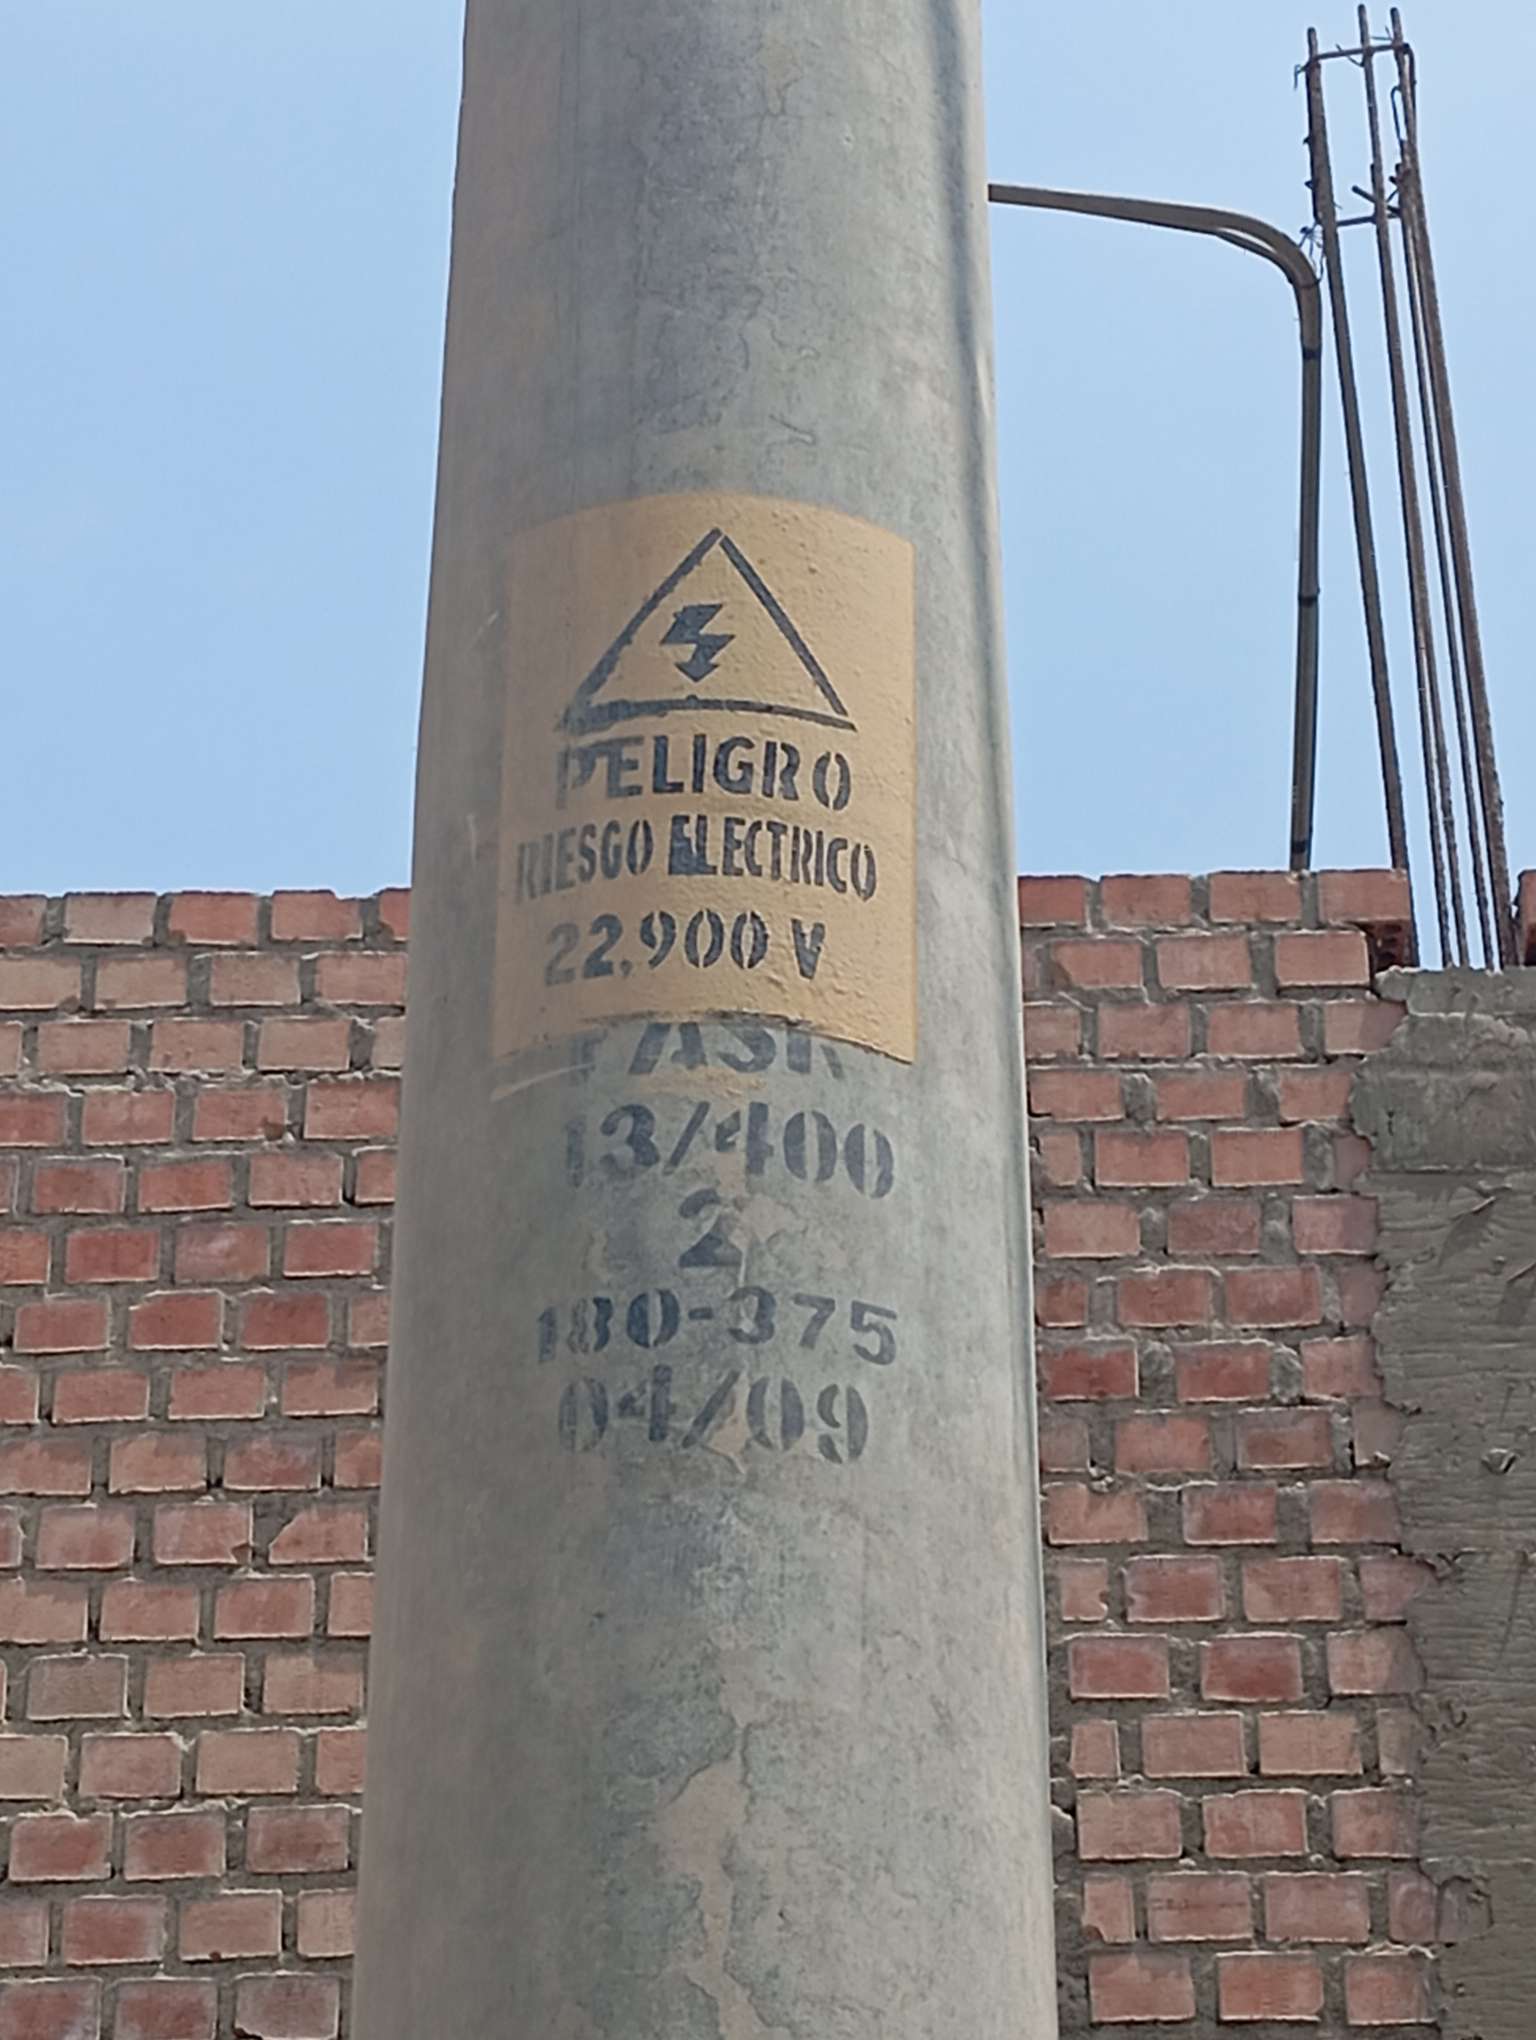 PELIGRO
RIESGO ELECTRICO
22.900 V
13/400
2
180-375
04/09